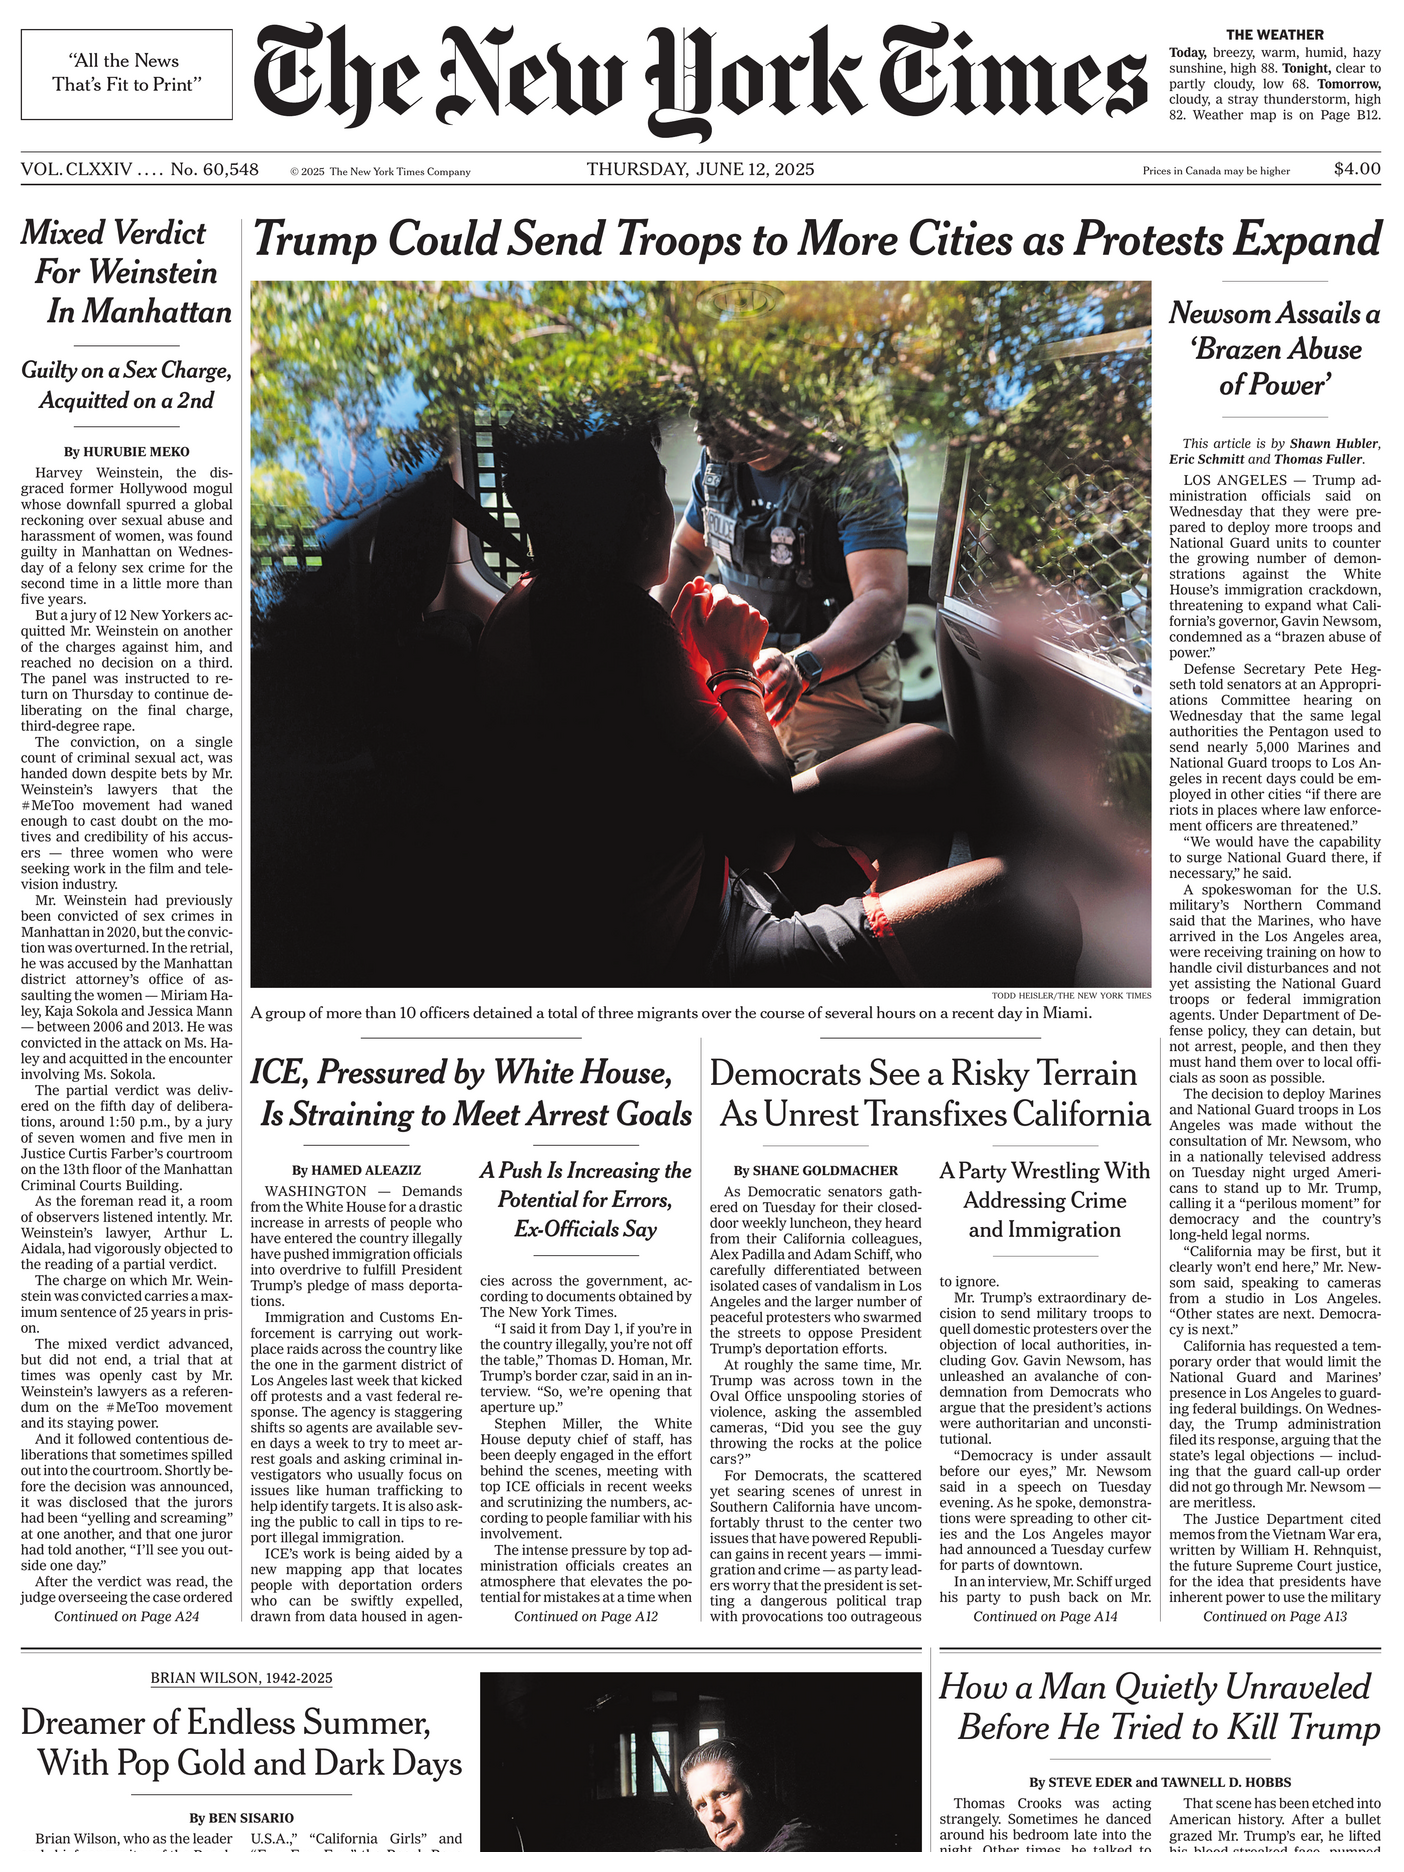 "All the News
That's Fit to Print"
The New York Times
THE WEATHER
Today, breezy, warm, humid, hazy
sunshine, high 88. Tonight, clear to
partly cloudy, low 68. Tomorrow,
cloudy, a stray thunderstorm, high
82. Weather map is on Page B12.
VOL. CLXXIV .... No. 60,548
© 2025 The New York Times Company
THURSDAY, JUNE 12, 2025
Prices in Canada may be higher
$4.00
Mixed Verdict
For Weinstein
In Manhattan
Guilty on a Sex Charge,
Acquitted on a 2nd
By HURUBIE MEKO
Harvey Weinstein, the dis-
graced former Hollywood mogul
whose downfall spurred a global
reckoning over sexual abuse and
harassment of women, was found
guilty in Manhattan on Wednes-
day of a felony sex crime for the
second time in a little more than
five years.
But a jury of 12 New Yorkers ac-
quitted Mr. Weinstein on another
of the charges against him, and
reached no decision on a third.
The panel was instructed to re-
turn on Thursday to continue de-
liberating on the final charge,
third-degree rape.
The conviction, on a single
count of criminal sexual act, was
handed down despite bets by Mr.
Weinstein's lawyers that the
#MeToo movement had waned
enough to cast doubt on the mo-
tives and credibility of his accus-
ers — three women who were
seeking work in the film and tele-
vision industry.
Mr. Weinstein had previously
been convicted of sex crimes in
Manhattan in 2020, but the convic-
tion was overturned. In the retrial,
he was accused by the Manhattan
district attorney's office of as-
saulting the women — Miriam Ha-
ley, Kaja Sokola and Jessica Mann
— between 2006 and 2013. He was
convicted in the attack on Ms. Ha-
ley and acquitted in the encounter
involving Ms. Sokola.
The partial verdict was deliv-
ered on the fifth day of delibera-
tions, around 1:50 p.m., by a jury
of seven women and five men in
Justice Curtis Farber's courtroom
on the 13th floor of the Manhattan
Criminal Courts Building.
As the foreman read it, a room
of observers listened intently. Mr.
Weinstein's lawyer, Arthur L.
Aidala, had vigorously objected to
the reading of a partial verdict.
The charge on which Mr. Wein-
stein was convicted carries a max-
imum sentence of 25 years in pris-
on.
The mixed verdict advanced,
but did not end, a trial that at
times was openly cast by Mr.
Weinstein's lawyers as a referen-
dum on the #MeToo movement
and its staying power.
And it followed contentious de-
liberations that sometimes spilled
out into the courtroom. Shortly be-
fore the decision was announced,
it was disclosed that the jurors
had been "yelling and screaming"
at one another, and that one juror
had told another, "I'll see you out-
side one day."
After the verdict was read, the
judge overseeing the case ordered
Continued on Page A24
Trump Could Send Troops to More Cities as Protests Expand
POLICE
TODD HEISLER/THE NEW YORK TIMES
A group of more than 10 officers detained a total of three migrants over the course of several hours on a recent day in Miami.
Newsom Assails a
'Brazen Abuse
of Power'
This article is by Shawn Hubler,
Eric Schmitt and Thomas Fuller.
LOS ANGELES — Trump ad-
ministration officials said on
Wednesday that they were pre-
pared to deploy more troops and
National Guard units to counter
the growing number of demon-
strations against the White
House's immigration crackdown,
threatening to expand what Cali-
fornia's governor, Gavin Newsom,
condemned as a "brazen abuse of
power."
Defense Secretary Pete Heg-
seth told senators at an Appropri-
ations Committee hearing on
Wednesday that the same legal
authorities the Pentagon used to
send nearly 5,000 Marines and
National Guard troops to Los An-
geles in recent days could be em-
ployed in other cities "if there are
riots in places where law enforce-
ment officers are threatened."
"We would have the capability
to surge National Guard there, if
necessary," he said.
A spokeswoman for the U.S.
military's Northern Command
said that the Marines, who have
arrived in the Los Angeles area,
were receiving training on how to
handle civil disturbances and not
yet assisting the National Guard
troops or federal immigration
agents. Under Department of De-
fense policy, they can detain, but
not arrest, people, and then they
must hand them over to local offi-
cials as soon as possible.
The decision to deploy Marines
and National Guard troops in Los
Angeles was made without the
consultation of Mr. Newsom, who
in a nationally televised address
on Tuesday night urged Ameri-
cans to stand up to Mr. Trump,
calling it a "perilous moment" for
democracy and the country's
long-held legal norms.
"California may be first, but it
clearly won't end here," Mr. New-
som said, speaking to cameras
from a studio in Los Angeles.
"Other states are next. Democra-
cy is next."
California has requested a tem-
porary order that would limit the
National Guard and Marines'
presence in Los Angeles to guard-
ing federal buildings. On Wednes-
day, the Trump administration
filed its response, arguing that the
state's legal objections — includ-
ing that the guard call-up order
did not go through Mr. Newsom —
are meritless.
The Justice Department cited
memos from the Vietnam War era,
written by William H. Rehnquist,
the future Supreme Court justice,
for the idea that presidents have
inherent power to use the military
Continued on Page A13
ICE, Pressured by White House,
Is Straining to Meet Arrest Goals
By HAMED ALEAZIZ
WASHINGTON — Demands
from the White House for a drastic
increase in arrests of people who
have entered the country illegally
have pushed immigration officials
into overdrive to fulfill President
Trump's pledge of mass deporta-
tions.
Immigration and Customs En-
forcement is carrying out work-
place raids across the country like
the one in the garment district of
Los Angeles last week that kicked
off protests and a vast federal re-
sponse. The agency is staggering
shifts so agents are available sev-
en days a week to try to meet ar-
rest goals and asking criminal in-
vestigators who usually focus on
issues like human trafficking to
help identify targets. It is also ask-
ing the public to call in tips to re-
port illegal immigration.
ICE's work is being aided by a
new mapping app that locates
people with deportation orders
who can be swiftly expelled,
drawn from data housed in agen-
A Push Is Increasing the
Potential for Errors,
Ex-Officials Say
cies across the government, ac-
cording to documents obtained by
The New York Times.
"I said it from Day 1, if you're in
the country illegally, you're not off
the table," Thomas D. Homan, Mr.
Trump's border czar, said in an in-
terview. "So, we're opening that
aperture up."
Stephen Miller, the White
House deputy chief of staff, has
been deeply engaged in the effort
behind the scenes, meeting with
top ICE officials in recent weeks
and scrutinizing the numbers, ac-
cording to people familiar with his
involvement.
The intense pressure by top ad-
ministration officials creates an
atmosphere that elevates the po-
tential for mistakes at a time when
Continued on Page A12
Democrats See a Risky Terrain
As Unrest Transfixes California
By SHANE GOLDMACHER
As Democratic senators gath-
ered on Tuesday for their closed-
door weekly luncheon, they heard
from their California colleagues,
Alex Padilla and Adam Schiff, who
carefully differentiated between
isolated cases of vandalism in Los
Angeles and the larger number of
peaceful protesters who swarmed
the streets to oppose President
Trump's deportation efforts.
At roughly the same time, Mr.
Trump was across town in the
Oval Office unspooling stories of
violence, asking the assembled
cameras, "Did you see the guy
throwing the rocks at the police
cars?"
For Democrats, the scattered
yet searing scenes of unrest in
Southern California have uncom-
fortably thrust to the center two
issues that have powered Republi-
can gains in recent years — immi-
gration and crime — as party lead-
ers worry that the president is set-
ting a dangerous political trap
with provocations too outrageous
A Party Wrestling With
Addressing Crime
and Immigration
to ignore.
Mr. Trump's extraordinary de-
cision to send military troops to
quell domestic protesters over the
objection of local authorities, in-
cluding Gov. Gavin Newsom, has
unleashed an avalanche of con-
demnation from Democrats who
argue that the president's actions
were authoritarian and unconsti-
tutional.
"Democracy is under assault
before our eyes," Mr. Newsom
said in a speech on Tuesday
evening. As he spoke, demonstra-
tions were spreading to other cit-
ies and the Los Angeles mayor
had announced a Tuesday curfew
for parts of downtown.
In an interview, Mr. Schiff urged
his party to push back on Mr.
Continued on Page A14
BRIAN WILSON, 1942-2025
Dreamer of Endless Summer,
With Pop Gold and Dark Days
By BEN SISARIO
Brian Wilson, who as the leader
U.S.A.," "California Girls" and
How a Man Quietly Unraveled
Before He Tried to Kill Trump
By STEVE EDER and TAWNELL D. HOBBS
Thomas Crooks was acting
strangely. Sometimes he danced
around his bedroom late into the
night. Other times, he talked to
That scene has been etched into
American history. After a bullet
grazed Mr. Trump's ear, he lifted
his blood-streaked face, pumped